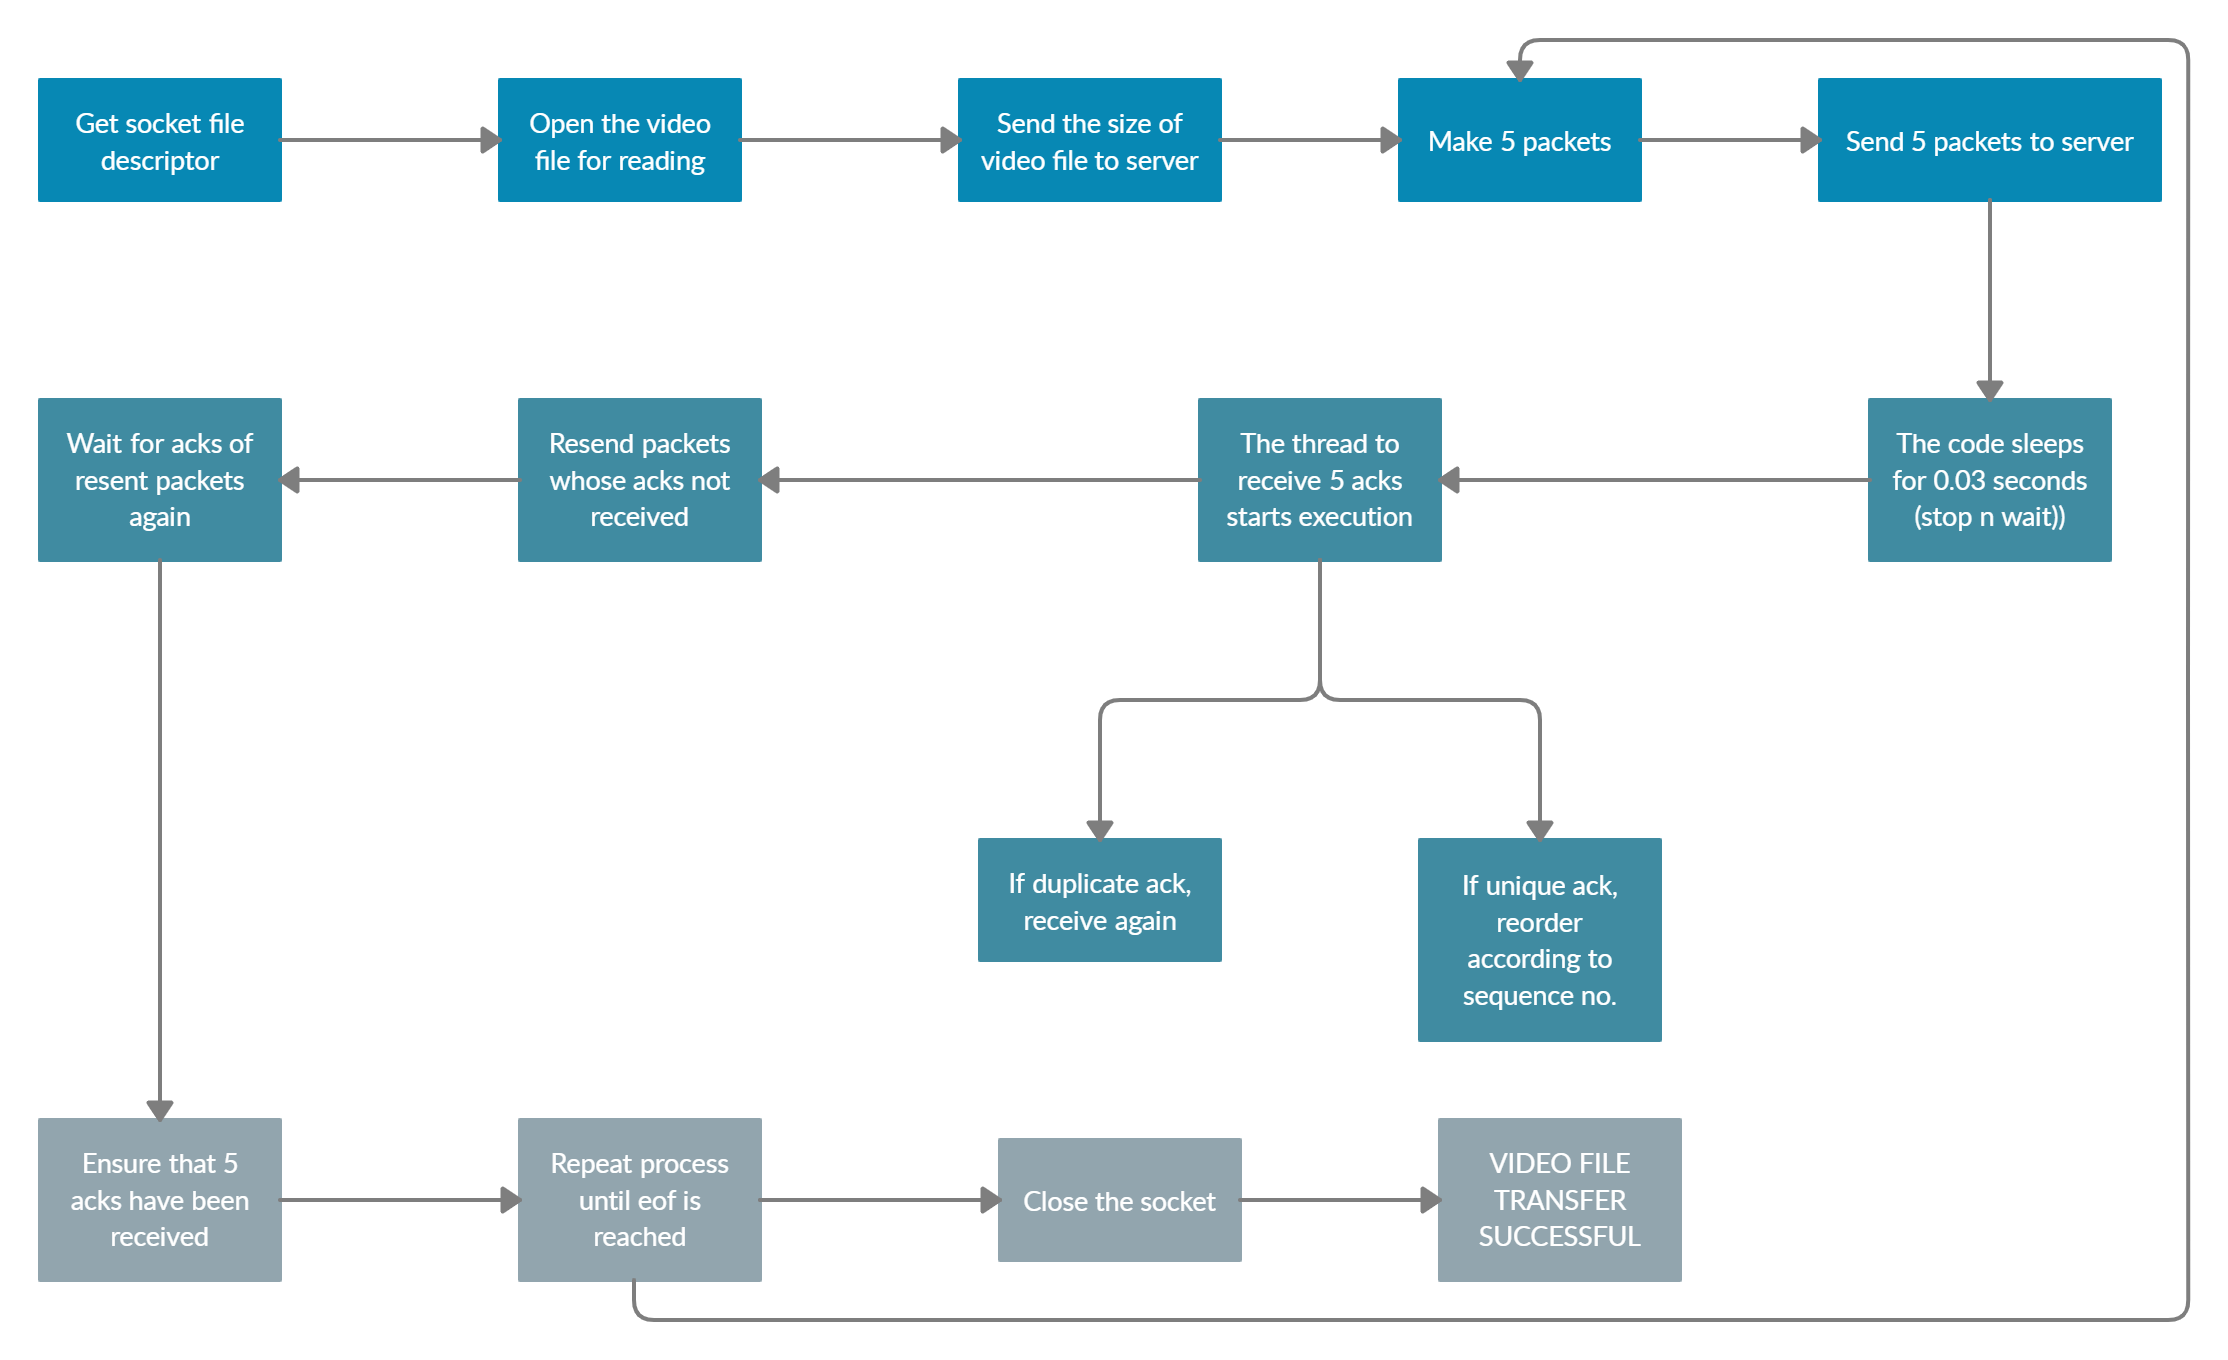 Get socket file
descriptor
Open the video
file for reading
Send the size of
video file to server
Make 5 packets
Send 5 packets to server
The code sleeps
for 0.03 seconds
(stop n wait))
The thread to
receive 5 acks
starts execution
Resend packets
whose acks not
received
Wait for acks of
resent packets
again
If duplicate ack,
receive again
If unique ack,
reorder
according to
sequence no.
Ensure that 5
acks have been
received
Repeat process
until eof is
reached
Close the socket
VIDEO FILE
TRANSFER
SUCCESSFUL